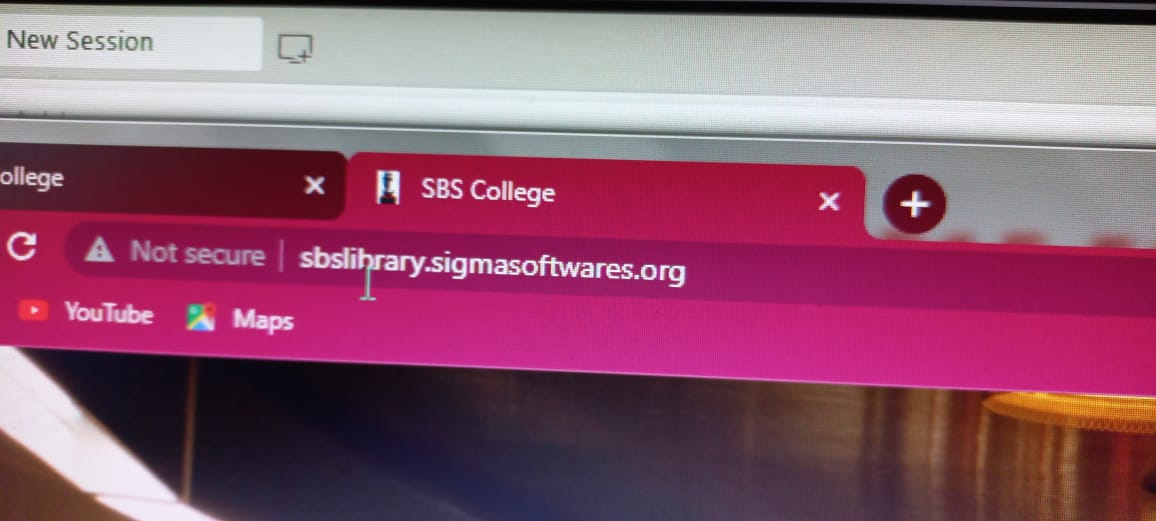 New Session
ollege
SBS College
Not secure
sbslibrary.sigmasoftwares.org
YouTube
Maps